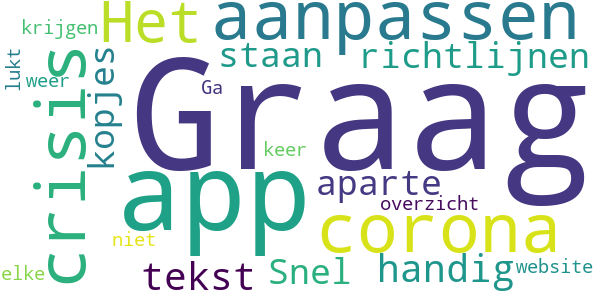 krijgen
Het
aanpassen
lukt
weer
crisis
kopjes
staan
richtlijnen
Ga
Graag
keer
app
aparte
overzicht
corona
niet
elke
tekst
Snel
handig
website